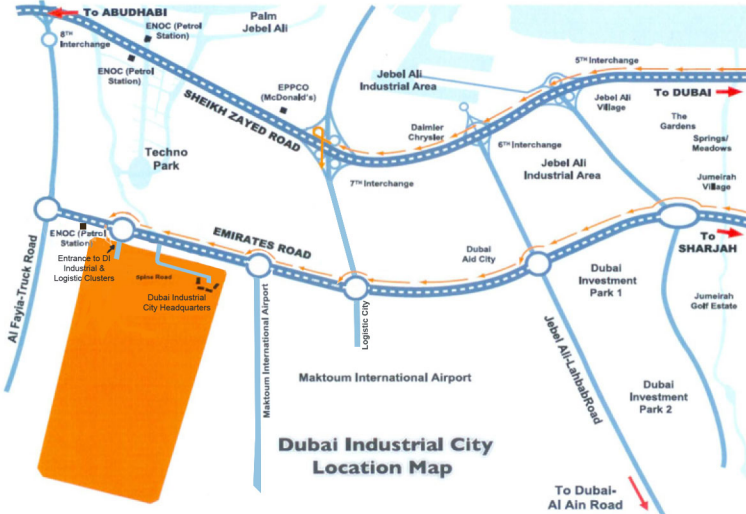 To ABUDHABI
Palm
Jebel Ali
ENOC (Petrol
Station)
8TH
Interchange
ENOC (Petrol
Station)
EPPCO
(McDonald's)
SHEIKH ZAYED ROAD
Jebel Ali
Industrial Area
5TH Interchange
To DUBAI
Jebel Ali
Village
The
Gardens
Springs/
Meadows
Daimler
Chrysler
6TH Interchange
Jebel Ali
Industrial Area
Techno
Park
7TH Interchange
Jumeirah
Village
ENOC (Petrol
Station)
EMIRATES ROAD
To
SHARJAH
Entrance to DI
Industrial &
Logistic Clusters
Spine Road
Dubai Industrial
City Headquarters
Dubai
Aid City
Dubai
Investment
Park 1
Jumeirah
Golf Estate
Al Fayia-Truck Road
Maktoum International Airport
Logistic City
Jebel Ali-LahbabRoad
Maktoum International Airport
Dubai
Investment
Park 2
Dubai Industrial City
Location Map
To Dubai-
Al Ain Road